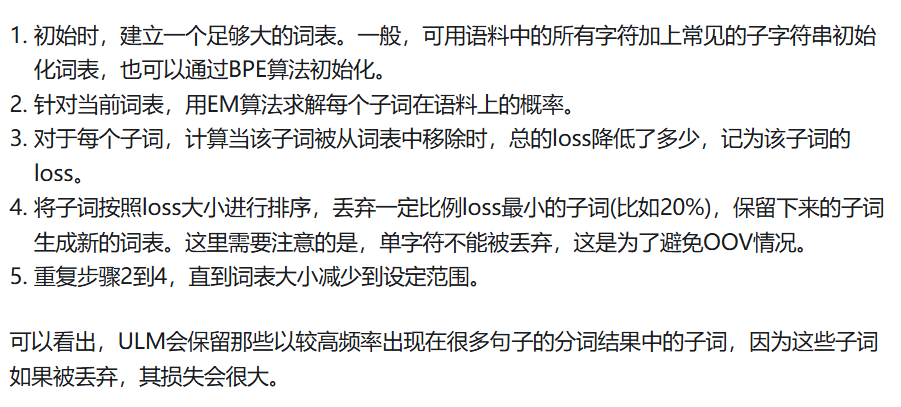 1. 初始时，建立一个足够大的词表。一般，可用语料中的所有字符加上常见的子字符串初始
化词表，也可以通过BPE算法初始化。
2. 针对当前词表，用EM算法求解每个子词在语料上的概率。
3. 对于每个子词，计算当该子词被从词表中移除时，总的loss降低了多少，记为该子词的
loss。
4. 将子词按照loss大小进行排序，丢弃一定比例loss最小的子词(比如20%)，保留下来的子词
生成新的词表。这里需要注意的是，单字符不能被丢弃，这是为了避免OOV情况。
5. 重复步骤2到4，直到词表大小减少到设定范围。
可以看出，ULM会保留那些以较高频率出现在很多句子的分词结果中的子词，因为这些子词
如果被丢弃，其损失会很大。